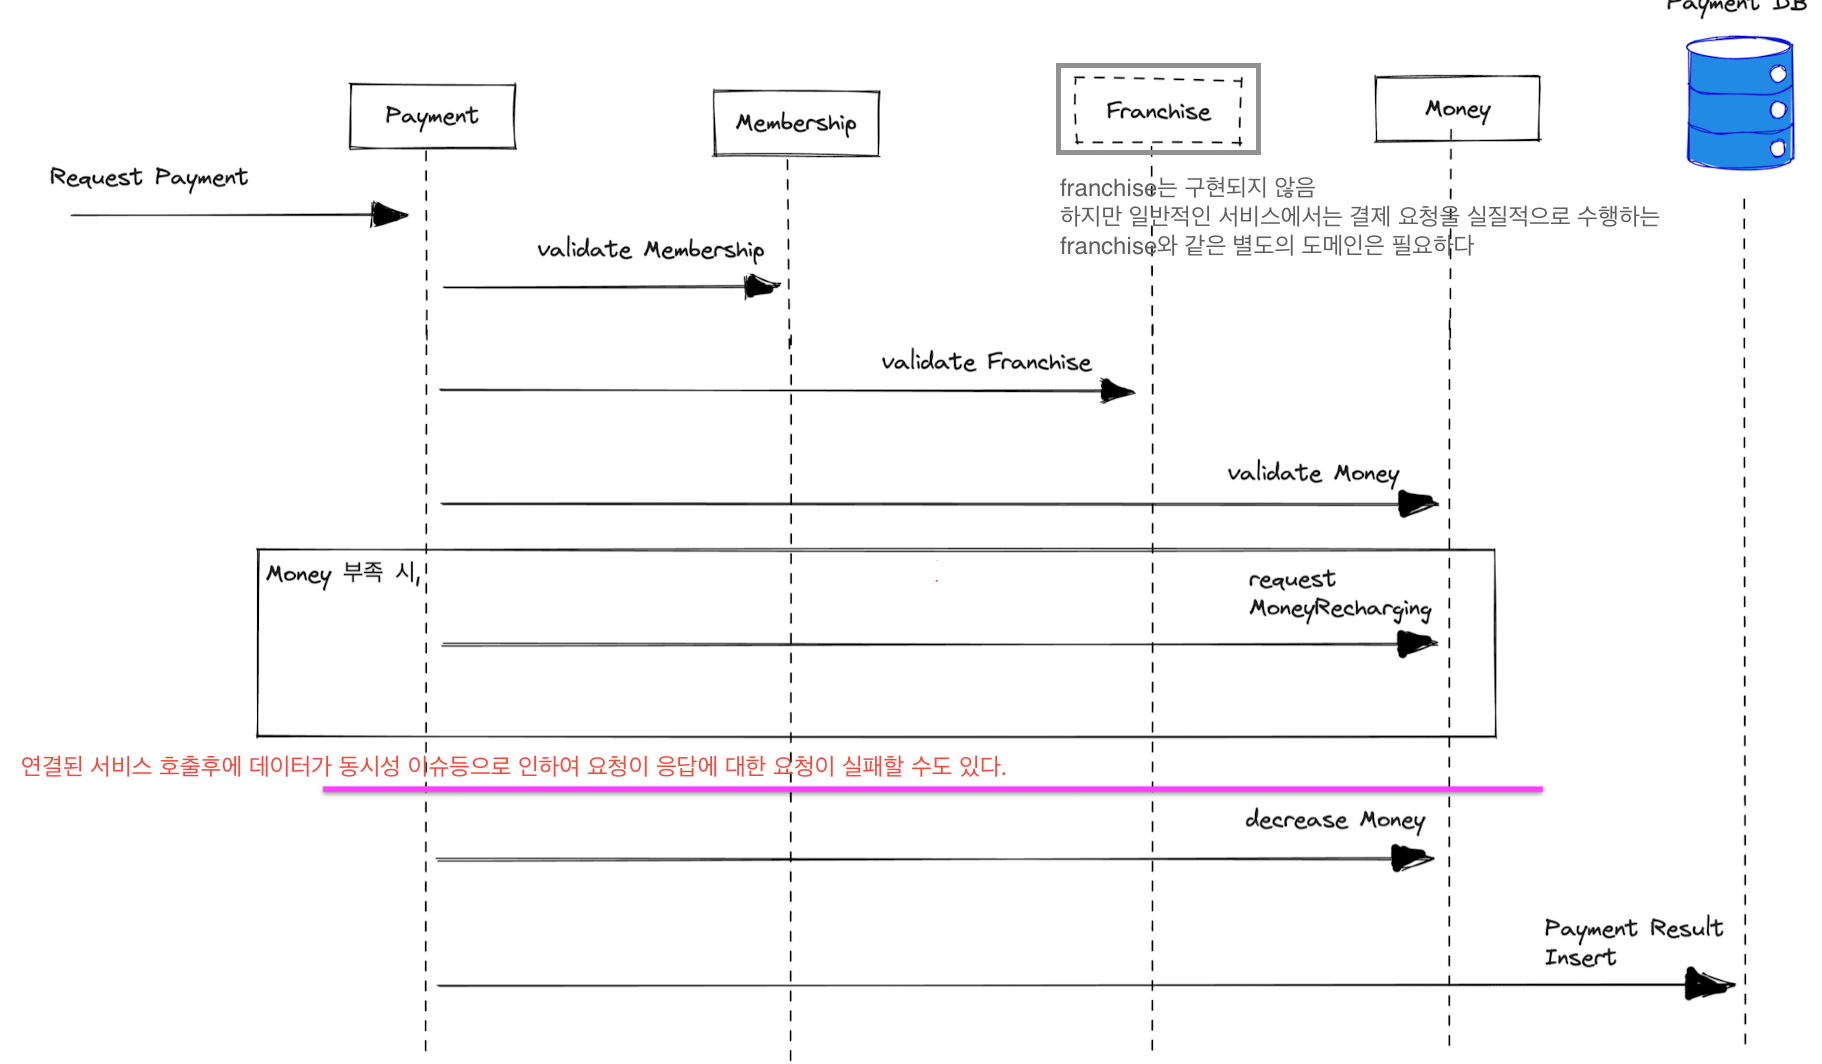 Payment DB
Payment
Membership
Franchise
Money
Request Payment
franchise는 구현되지 않음
하지만 일반적인 서비스에서는 결제 요청을 실질적으로 수행하는
franchise와 같은 별도의 도메인은 필요하다
validate Membership
validate Franchise
validate Money
Money 부족 시,
request
MoneyRecharging
연결된 서비스 호출후에 데이터가 동시성 이슈등으로 인하여 요청이 응답에 대한 요청이 실패할 수도 있다.
decrease Money
Payment Result
Insert